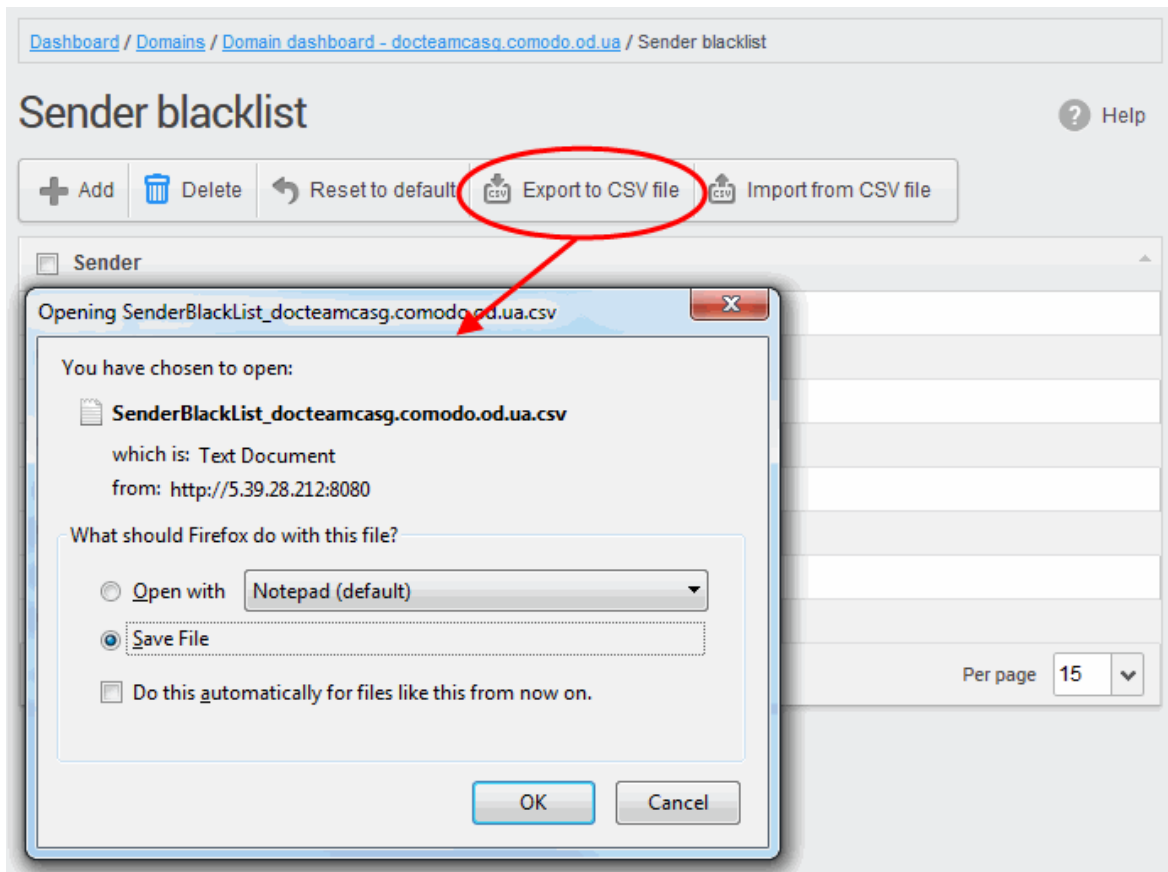 Dashboard / Domains / Domain dashboard - docteamcasg.comodo.od.ua / Sender blacklist
Sender blacklist
Help
Add Delete Reset to default Export to CSV file Import from CSV file
Sender
Opening SenderBlackList_docteamcasg.comodo.od.ua.csv
You have chosen to open:
SenderBlackList_docteamcasg.comodo.od.ua.csv
which is: Text Document
from: http://5.39.28.212:8080
What should Firefox do with this file?
Open with Notepad (default)
Save File
Do this automatically for files like this from now on.
Per page 15
OK Cancel